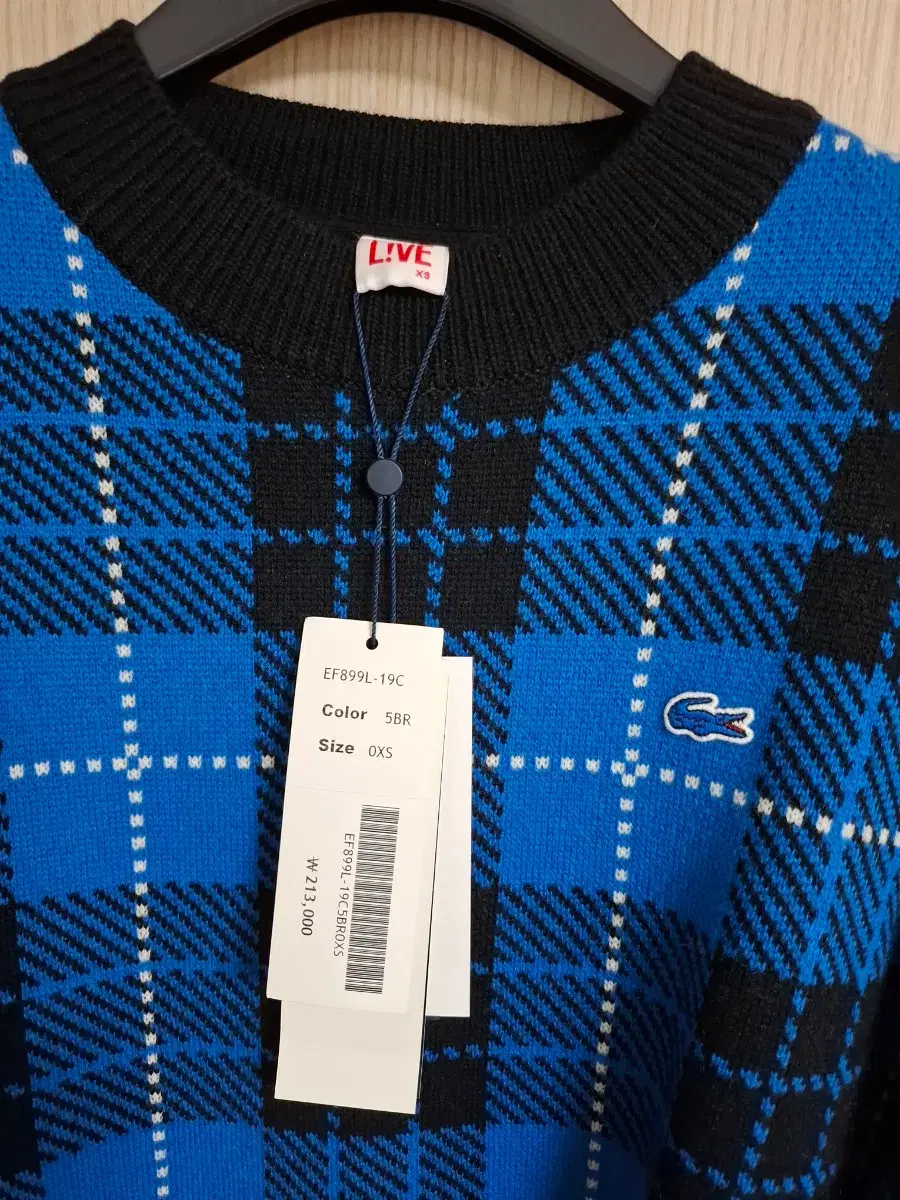 L!VE
XS
EF899L-19C
Color 5BR
Size 0XS
EF899L-19C5BR0XS
₩ 213,000